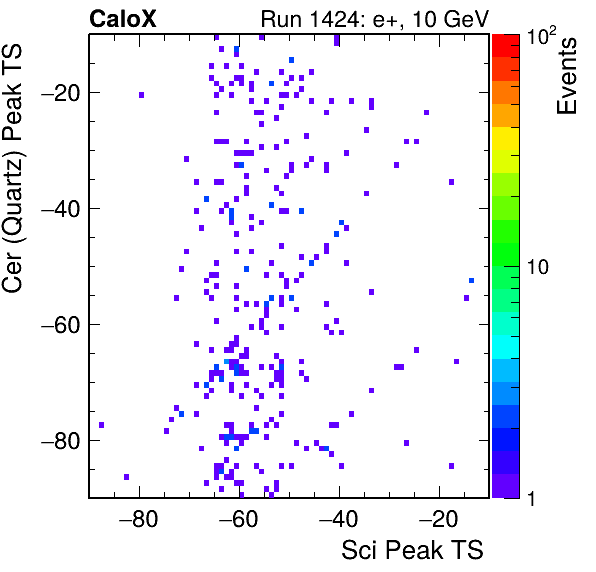 CaloX Run 1424: e+, 10 GeV
10²
Events
10
1
Cer (Quartz) Peak TS
−20
−40
−60
−80
−80 −60 −40 −20
Sci Peak TS